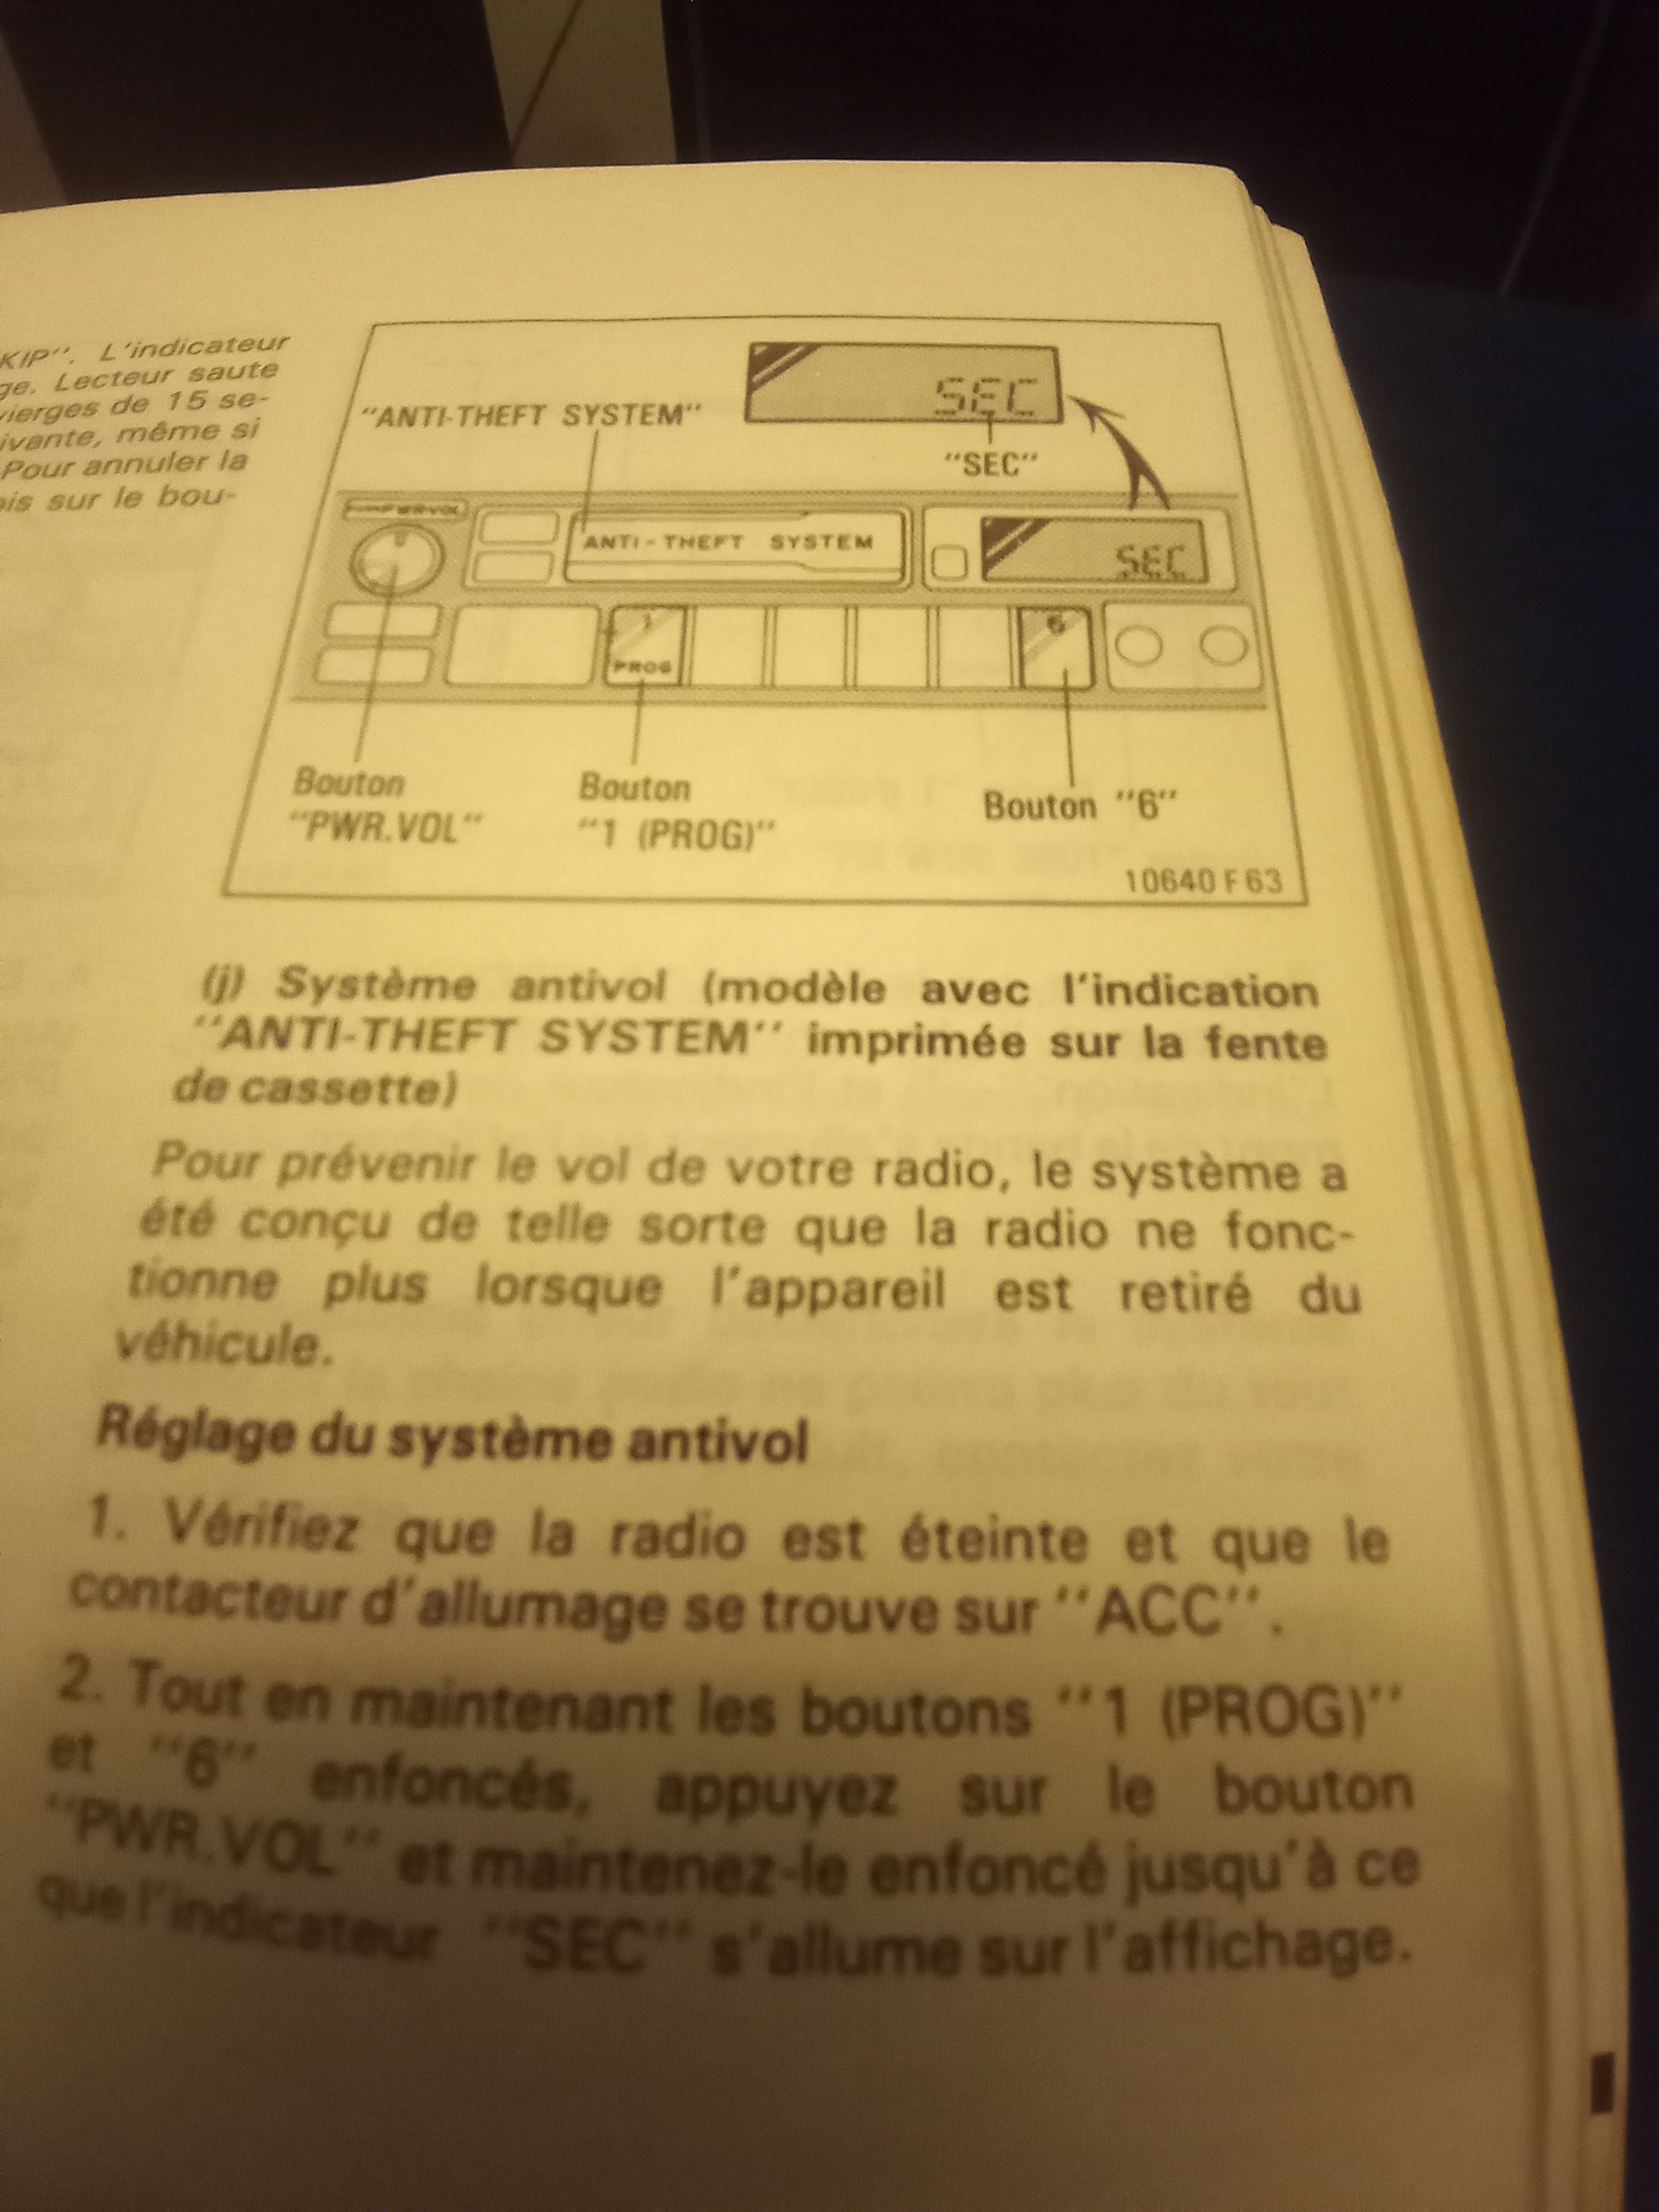 KIP''. L'indicateur
ge. Lecteur saute
vierges de 15 se-
ivante, même si
Pour annuler la
is sur le bou-
"ANTI-THEFT SYSTEM"
SEC
"SEC"
PWR·VOL
ANTI-THEFT SYSTEM
SEC
1
PROG
6
Bouton
"PWR.VOL"
Bouton
"1 (PROG)"
Bouton "6"
10640 F 63
(j) Système antivol (modèle avec l'indication
''ANTI-THEFT SYSTEM'' imprimée sur la fente
de cassette)
Pour prévenir le vol de votre radio, le système a
été conçu de telle sorte que la radio ne fonc-
tionne plus lorsque l'appareil est retiré du
véhicule.
Réglage du système antivol
1. Vérifiez que la radio est éteinte et que le
contacteur d'allumage se trouve sur ''ACC''.
2. Tout en maintenant les boutons ''1 (PROG)''
et ''6'' enfoncés, appuyez sur le bouton
''PWR.VOL'' et maintenez-le enfoncé jusqu'à ce
que l'indicateur ''SEC'' s'allume sur l'affichage.